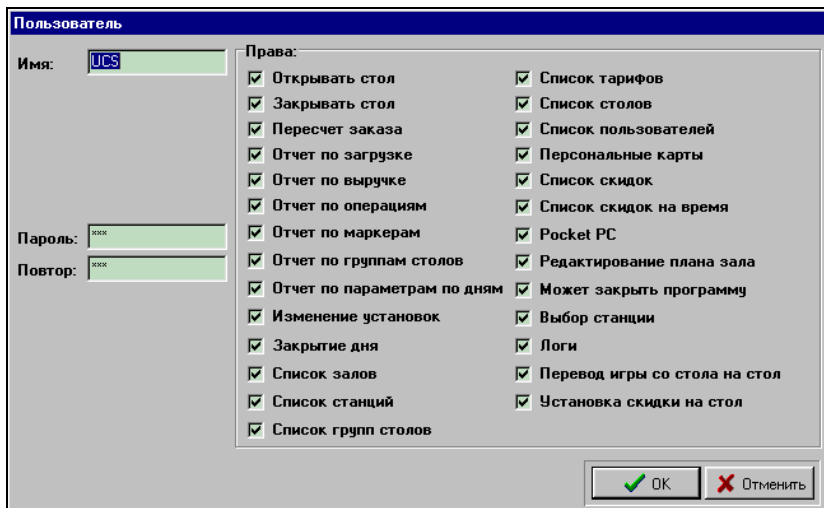 Пользователь
Имя:
UCS
Пароль:
***
Повтор:
***
Права:
Открывать стол
Закрывать стол
Пересчет заказа
Отчет по загрузке
Отчет по выручке
Отчет по операциям
Отчет по маркерам
Отчет по группам столов
Отчет по параметрам по дням
Изменение установок
Закрытие дня
Список залов
Список станций
Список групп столов
Список тарифов
Список столов
Список пользователей
Персональные карты
Список скидок
Список скидок на время
Pocket PC
Редактирование плана зала
Может закрыть программу
Выбор станции
Логи
Перевод игры со стола на стол
Установка скидки на стол
OK
Отменить